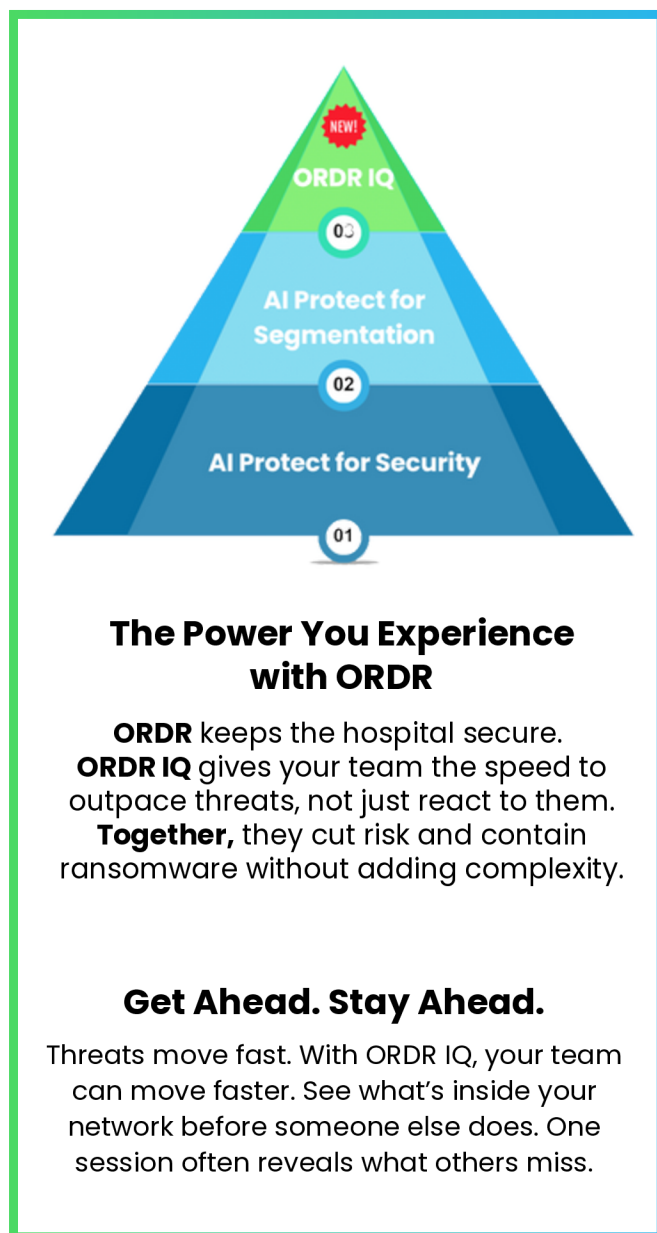 NEW!
ORDR IQ
03
AI Protect for
Segmentation
02
AI Protect for Security
01
The Power You Experience
with ORDR
ORDR keeps the hospital secure.
ORDR IQ gives your team the speed to
outpace threats, not just react to them.
Together, they cut risk and contain
ransomware without adding complexity.
Get Ahead. Stay Ahead.
Threats move fast. With ORDR IQ, your team
can move faster. See what’s inside your
network before someone else does. One
session often reveals what others miss.